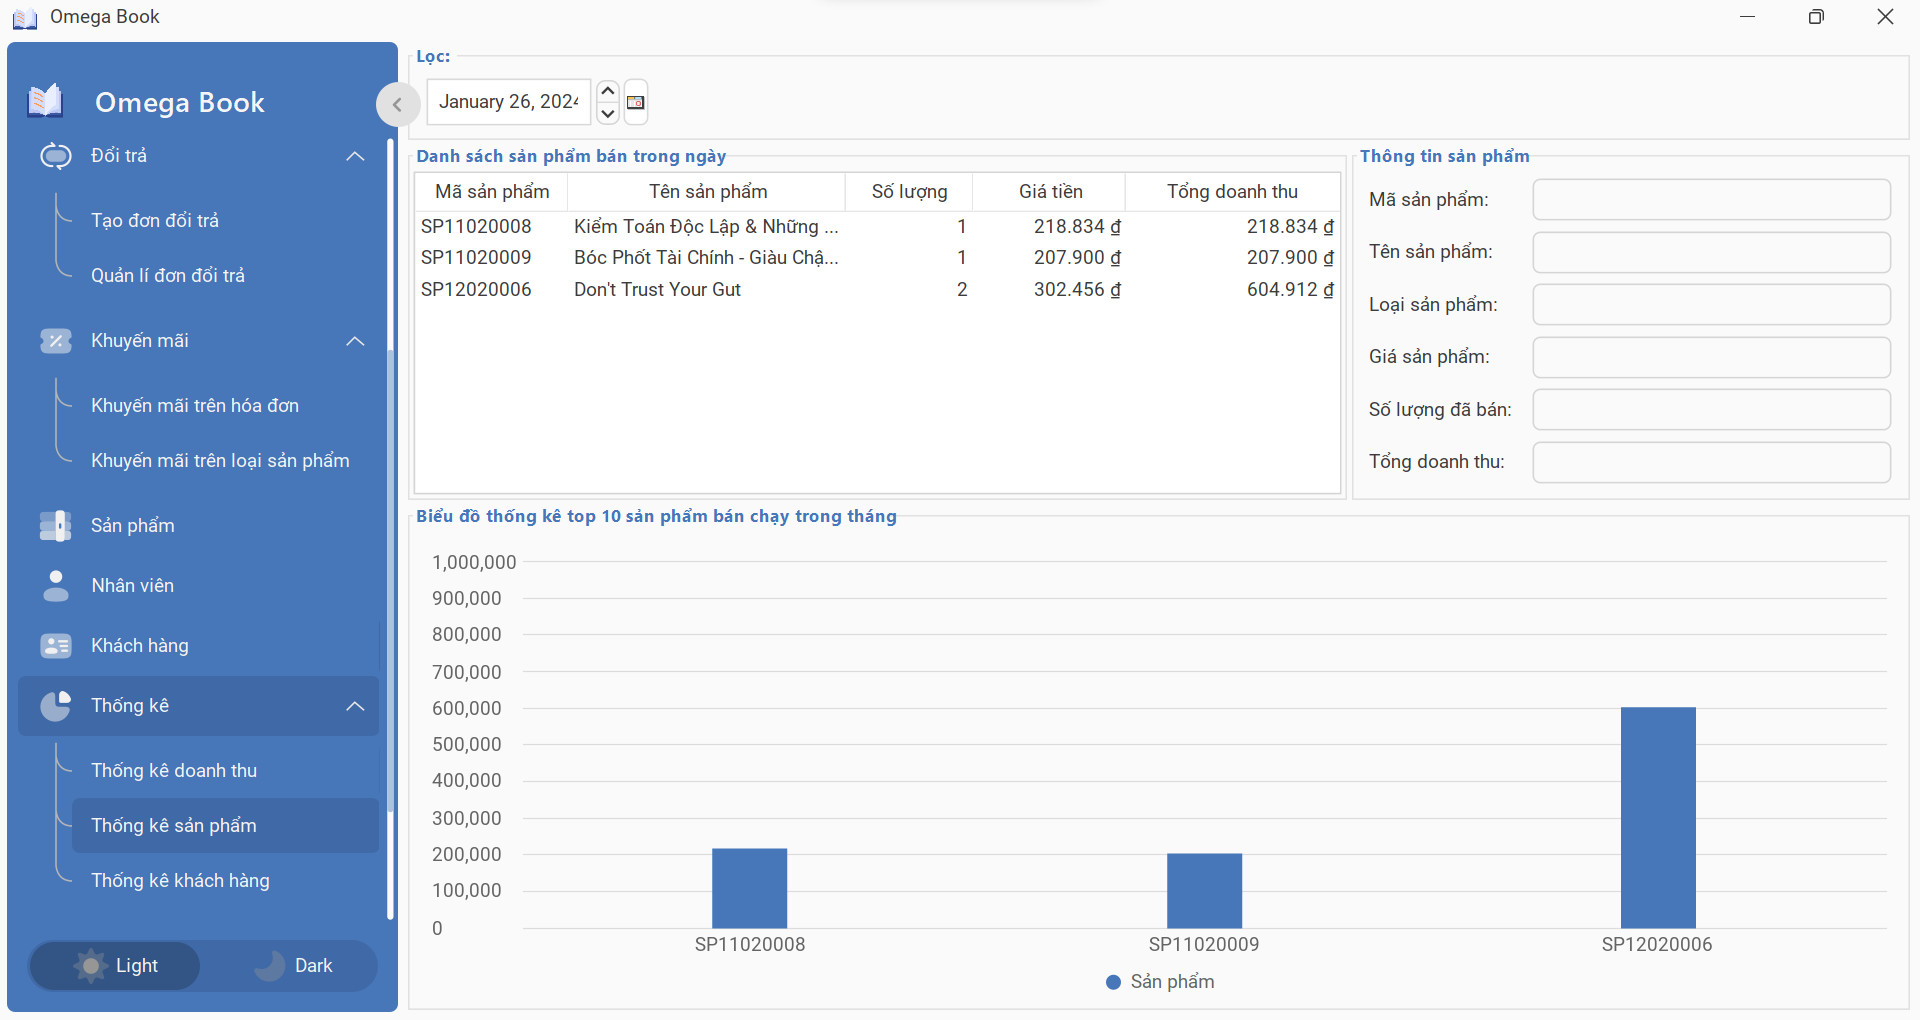 Omega Book
Omega Book
Đổi trả
Tạo đơn đổi trả
Quản lí đơn đổi trả
Khuyến mãi
Khuyến mãi trên hóa đơn
Khuyến mãi trên loại sản phẩm
Sản phẩm
Nhân viên
Khách hàng
Thống kê
Thống kê doanh thu
Thống kê sản phẩm
Thống kê khách hàng
Light Dark
Lọc:
January 26, 2024
Danh sách sản phẩm bán trong ngày
Mã sản phẩm Tên sản phẩm Số lượng Giá tiền Tổng doanh thu
SP11020008 Kiểm Toán Độc Lập & Những ... 1 218.834 ₫ 218.834 ₫
SP11020009 Bóc Phốt Tài Chính - Giàu Chậ... 1 207.900 ₫ 207.900 ₫
SP12020006 Don't Trust Your Gut 2 302.456 ₫ 604.912 ₫
Thông tin sản phẩm
Mã sản phẩm:
Tên sản phẩm:
Loại sản phẩm:
Giá sản phẩm:
Số lượng đã bán:
Tổng doanh thu:
Biểu đồ thống kê top 10 sản phẩm bán chạy trong tháng
1,000,000
900,000
800,000
700,000
600,000
500,000
400,000
300,000
200,000
100,000
0
SP11020008 SP11020009 SP12020006
Sản phẩm